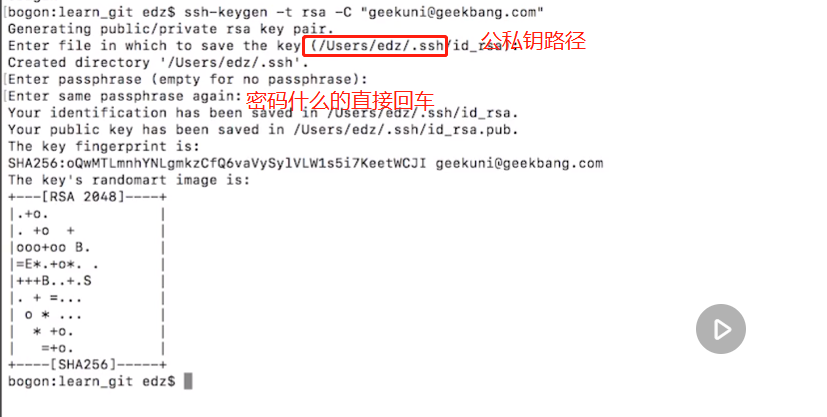 bogon:learn_git edz$ ssh-keygen -t rsa -C "geekuni@geekbang.com"
Generating public/private rsa key pair.
Enter file in which to save the key (/Users/edz/.ssh/id_rsa): 公私钥路径
Created directory '/Users/edz/.ssh'.
[Enter passphrase (empty for no passphrase):
[Enter same passphrase again: 密码什么的直接回车
Your identification has been saved in /Users/edz/.ssh/id_rsa.
Your public key has been saved in /Users/edz/.ssh/id_rsa.pub.
The key fingerprint is:
SHA256:oQwMTLmnhYNLgmkzCfQ6vaVySylVLW1s5i7KeetWCJI geekuni@geekbang.com
The key's randomart image is:
+---[RSA 2048]----+
|.+o.             |
|. +o  +          |
|ooo+oo B.        |
|=E*.+o*. .       |
|+++B..+.S        |
|. + =...         |
| o * ...         |
|  * +o.          |
|   =+o.          |
+----[SHA256]-----+
bogon:learn_git edz$